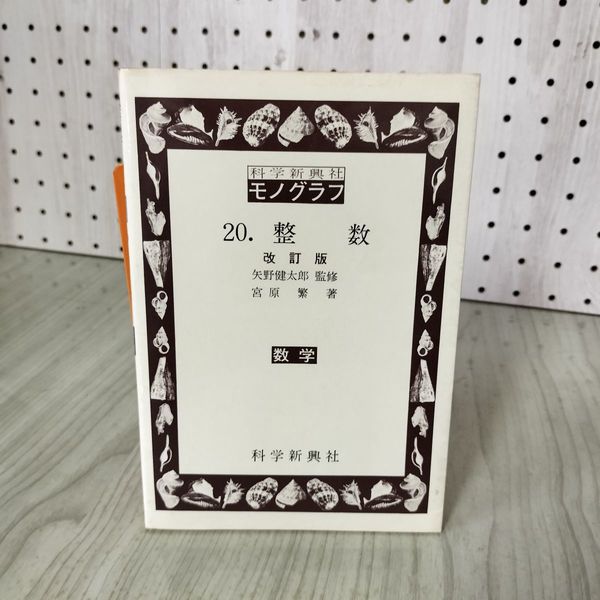 科学新興社
モノグラフ
20. 整 数
改訂版
矢野健太郎 監修
宮原 繁 著
数学
科学新興社